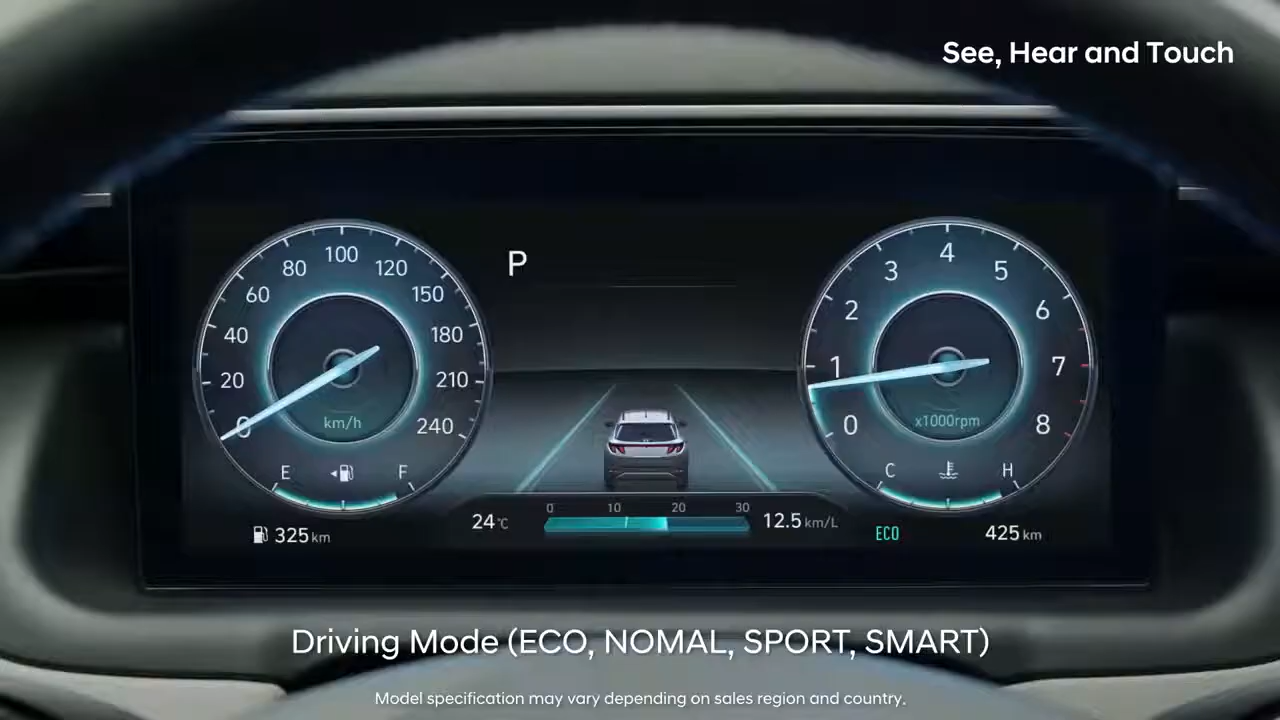 See, Hear and Touch
P
100
80 120
60 150
40 180
20 210
0 240
km/h
E F
325 km
24°C
0 10 20 30
12.5 km/L
4
3 5
2 6
1 7
0 8
x1000rpm
C H
ECO
425 km
Driving Mode (ECO, NOMAL, SPORT, SMART)
Model specification may vary depending on sales region and country.